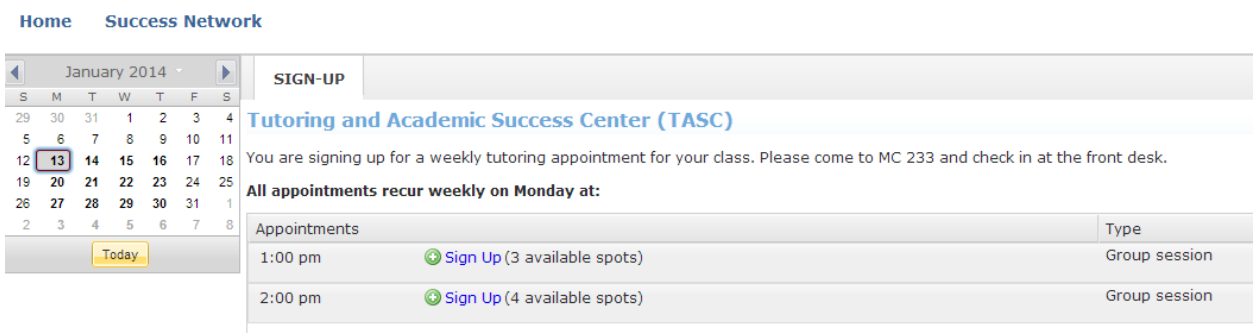 Home Success Network
January 2014
S M T W T F S
29 30 31 1 2 3 4
5 6 7 8 9 10 11
12 13 14 15 16 17 18
19 20 21 22 23 24 25
26 27 28 29 30 31 1
2 3 4 5 6 7 8
Today
SIGN-UP
Tutoring and Academic Success Center (TASC)
You are signing up for a weekly tutoring appointment for your class. Please come to MC 233 and check in at the front desk.
All appointments recur weekly on Monday at:
Appointments Type
1:00 pm Sign Up (3 available spots) Group session
2:00 pm Sign Up (4 available spots) Group session